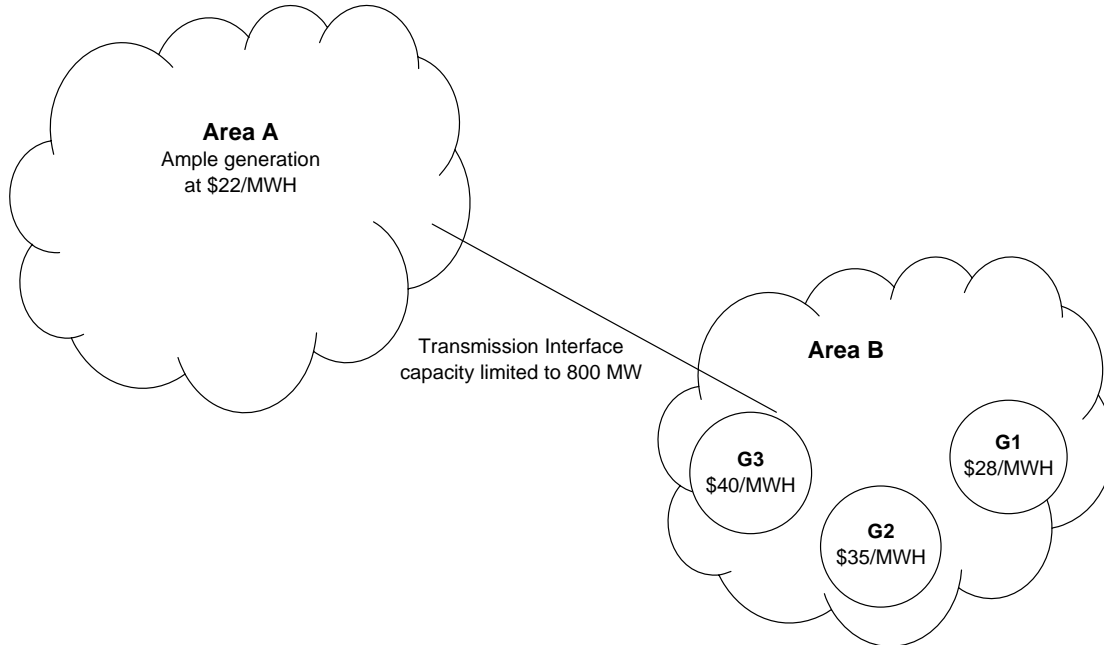 Area A
Ample generation
at $22/MWH
Transmission Interface
capacity limited to 800 MW
Area B
G1
$28/MWH
G3
$40/MWH
G2
$35/MWH